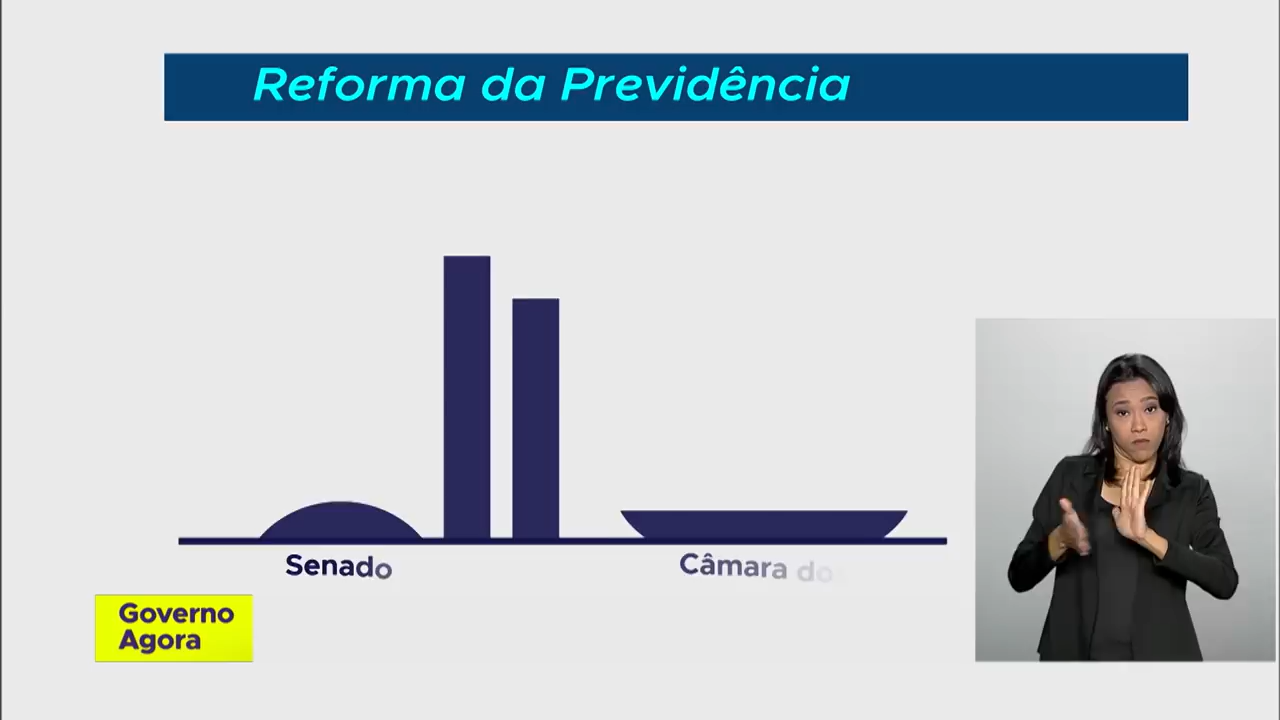 Reforma da Previdência
Senado
Câmara do
Governo
Agora